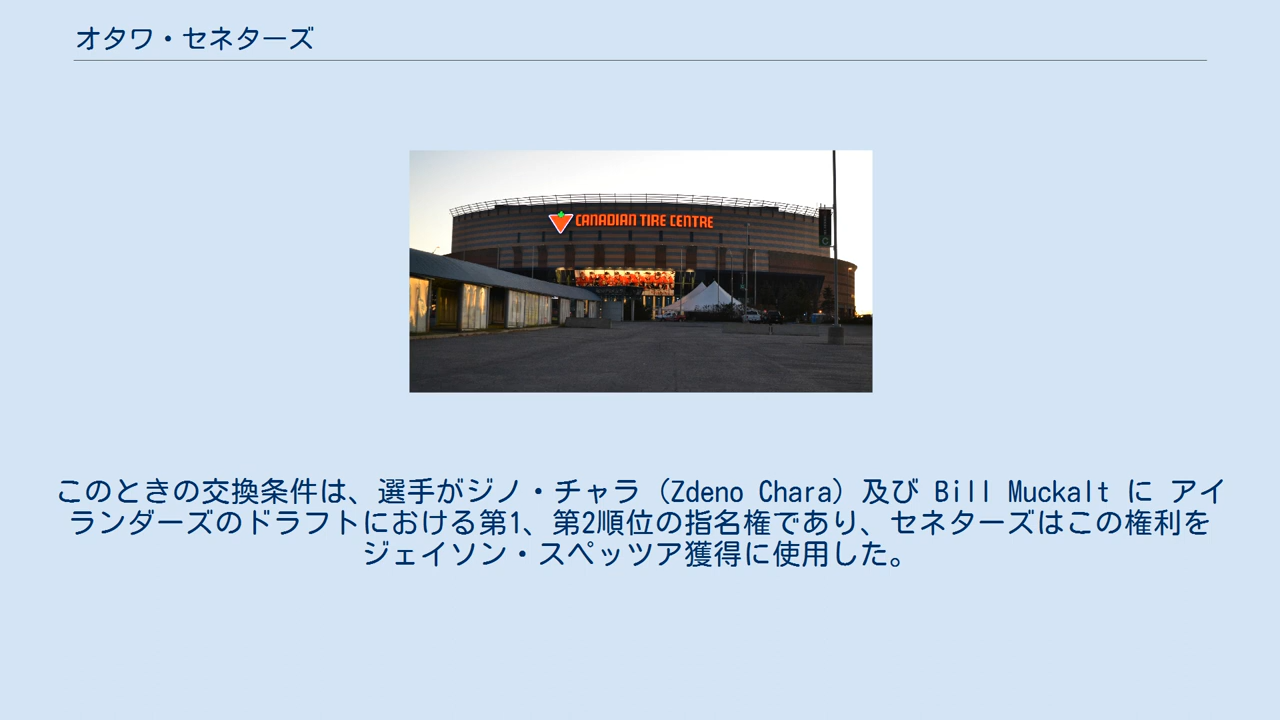 オタワ・セネターズ
CANADIAN TIRE CENTRE
このときの交換条件は、選手がジノ・チャラ（Zdeno Chara）及び Bill Muckalt に アイ
ランダーズのドラフトにおける第1、第2順位の指名権であり、セネターズはこの権利を
ジェイソン・スペッツア獲得に使用した。